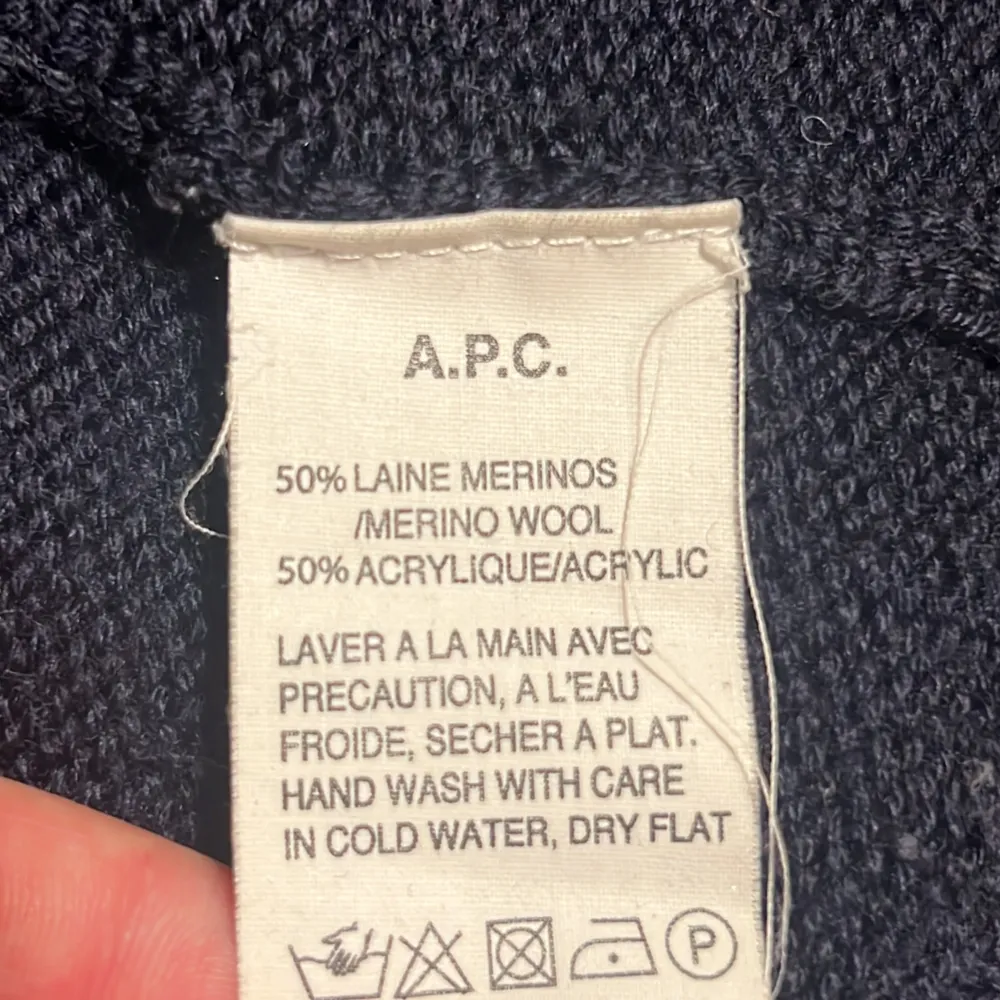 A.P.C.
50% LAINE MERINOS
/MERINO WOOL
50% ACRYLIQUE/ACRYLIC
LAVER A LA MAIN AVEC
PRECAUTION, A L'EAU
FROIDE, SECHER A PLAT.
HAND WASH WITH CARE
IN COLD WATER, DRY FLAT
P